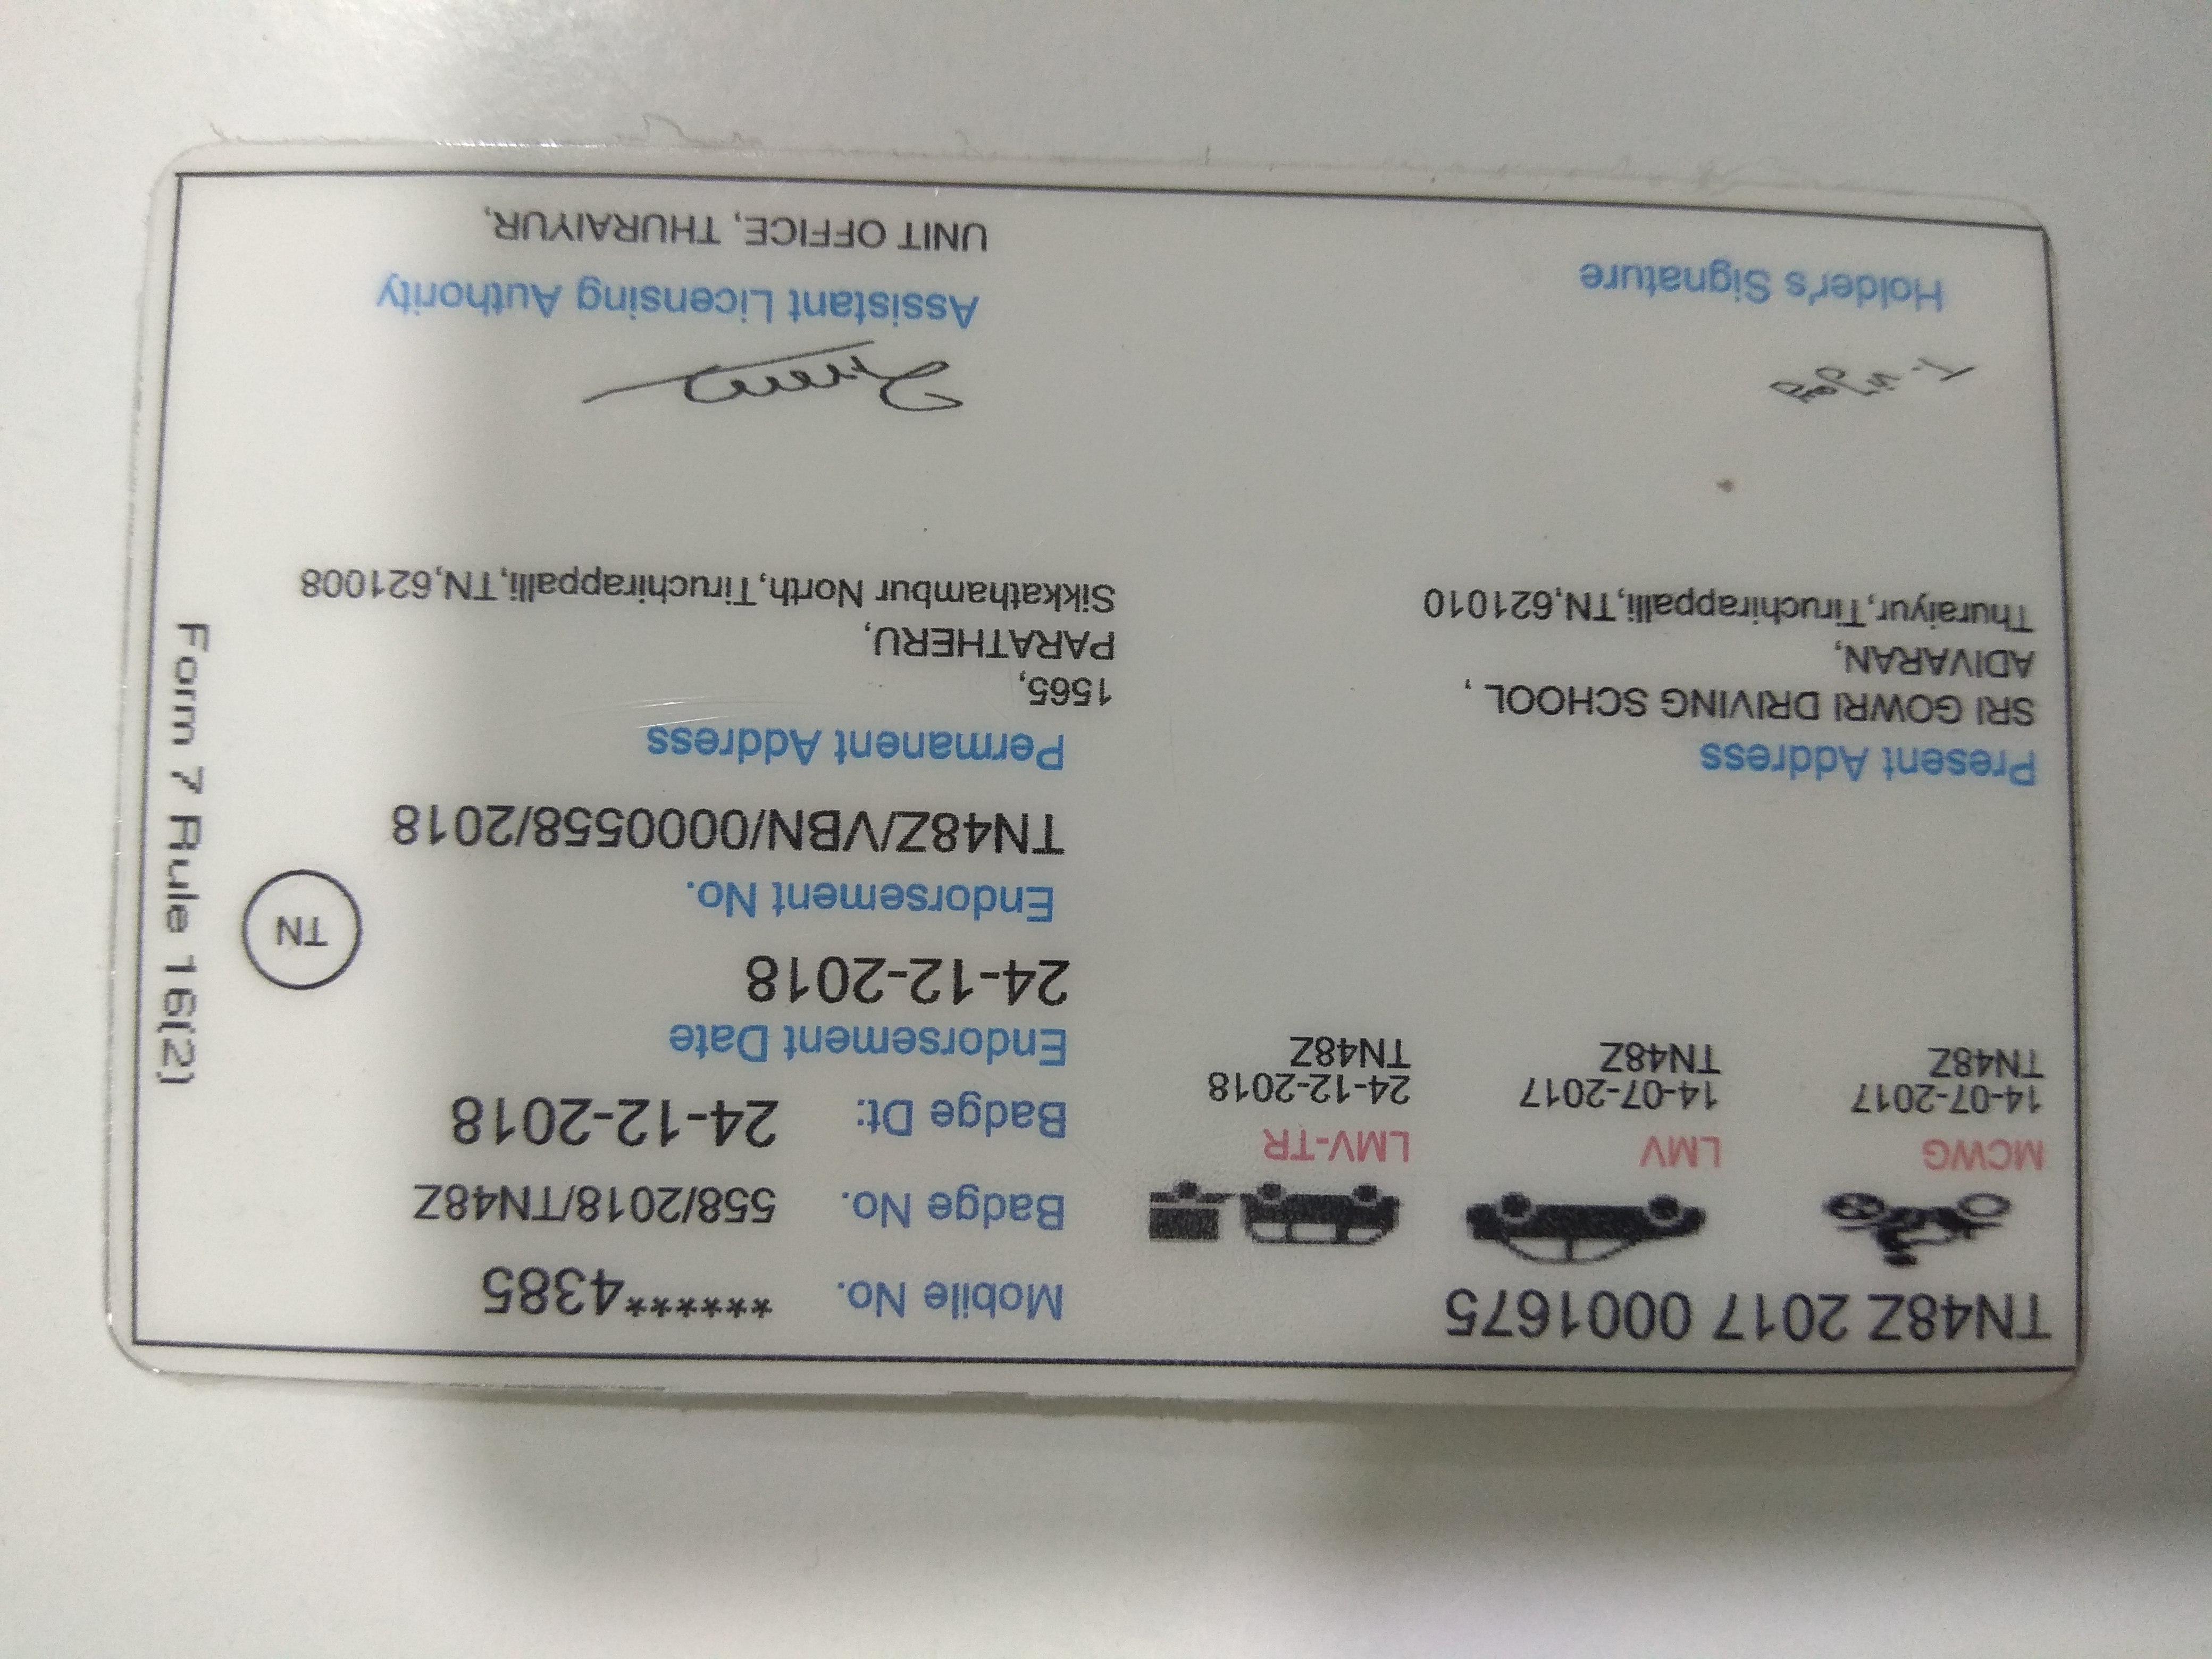 TN48Z 2017 0001675
MCWG
14-07-2017
TN48Z
LMV
14-07-2017
TN48Z
LMV-TR
24-12-2018
TN48Z
Mobile No. ******4385
Badge No. 558/2018/TN48Z
Badge Dt: 24-12-2018
Endorsement Date
24-12-2018
Endorsement No.
TN48Z/VBN/0000558/2018
TN
Present Address
SRI GOWRI DRIVING SCHOOL ,
ADIVARAN,
Thuraiyur,Tiruchirappalli,TN,621010
Permanent Address
1565,
PARATHERU,
Sikkathambur North,Tiruchirappalli,TN,621008
Holder's Signature
Assistant Licensing Authority
UNIT OFFICE, THURAIYUR,
Form 7 Rule 16(2)